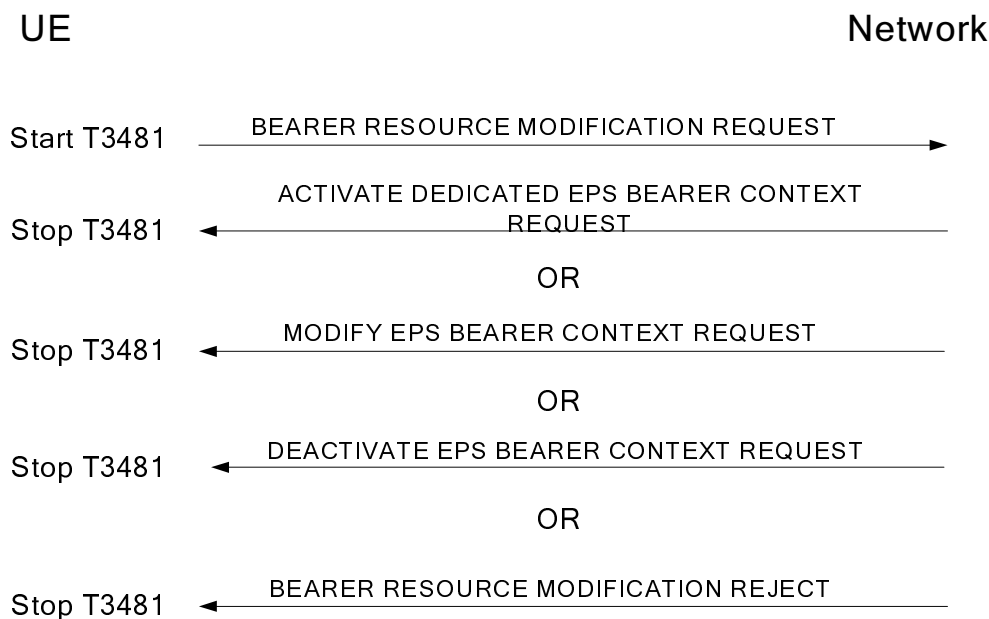 UE
Network
Start T3481
BEARER RESOURCE MODIFICATION REQUEST
ACTIVATE DEDICATED EPS BEARER CONTEXT
REQUEST
Stop T3481
OR
MODIFY EPS BEARER CONTEXT REQUEST
Stop T3481
OR
DEACTIVATE EPS BEARER CONTEXT REQUEST
Stop T3481
OR
BEARER RESOURCE MODIFICATION REJECT
Stop T3481